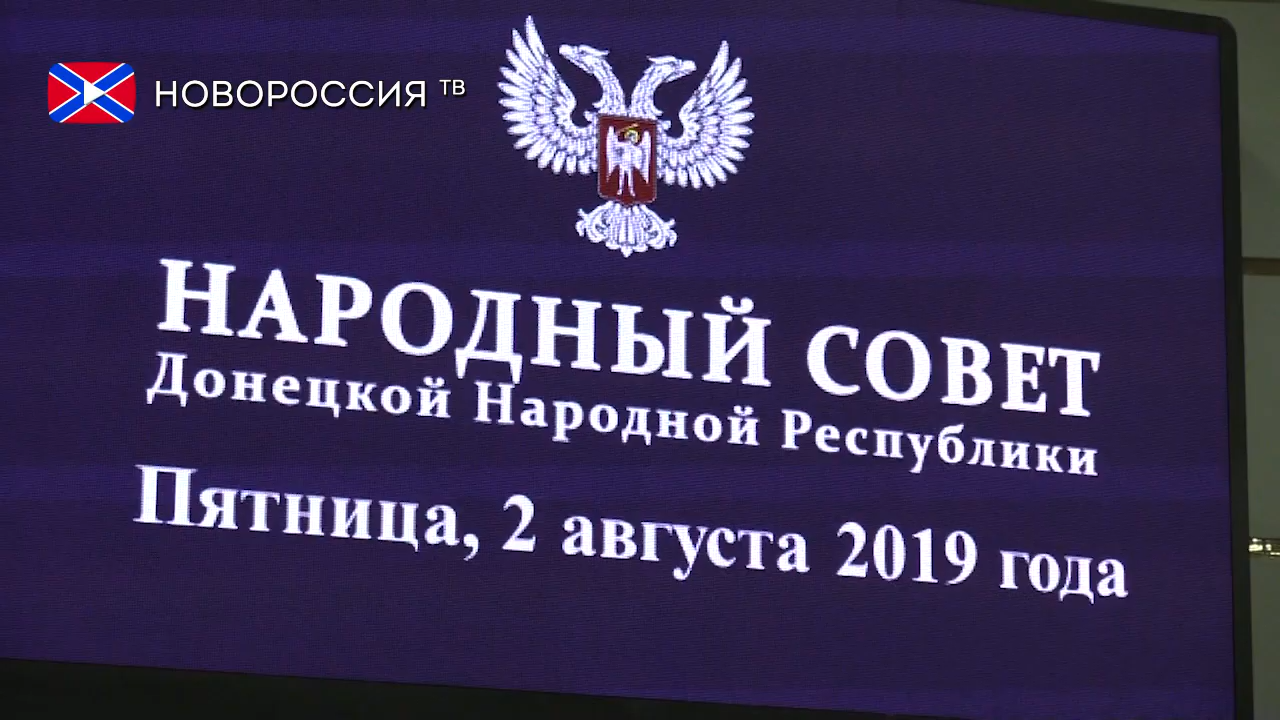 НОВОРОССИЯ ТВ
НАРОДНЫЙ СОВЕТ
Донецкой Народной Республики
Пятница, 2 августа 2019 года